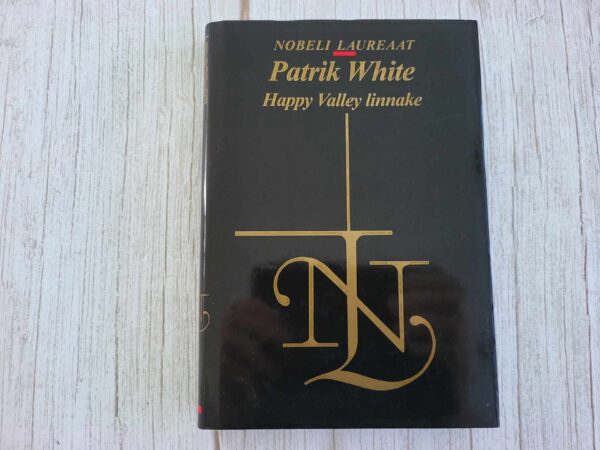 NOBELI LAUREAAT
Patrik White
Happy Valley linnake
NL